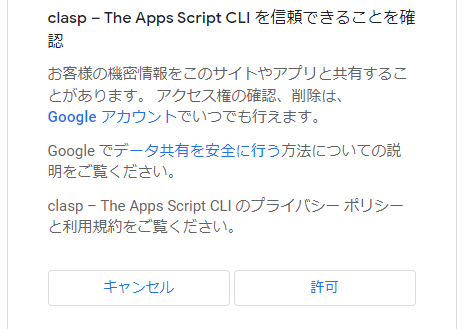 clasp – The Apps Script CLI を信頼できることを確
認
お客様の機密情報をこのサイトやアプリと共有するこ
とがあります。 アクセス権の確認、削除は、
Google アカウントでいつでも行えます。
Google でデータ共有を安全に行う方法についての説
明をご覧ください。
clasp – The Apps Script CLI のプライバシー ポリシー
と利用規約をご覧ください。
キャンセル
許可